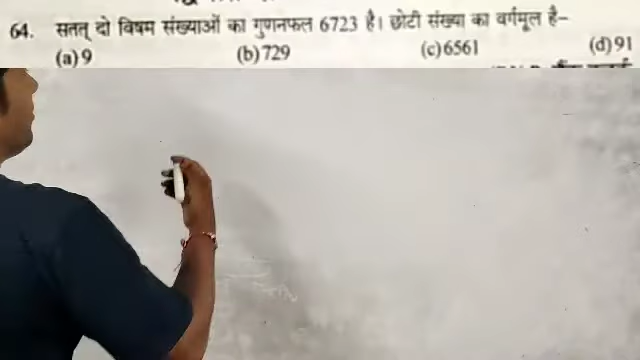 64. सतत् दो विषम संख्याओं का गुणनफल 6723 है। छोटी संख्या का वर्गमूल है–
(a) 9 (b) 729 (c) 6561 (d) 91